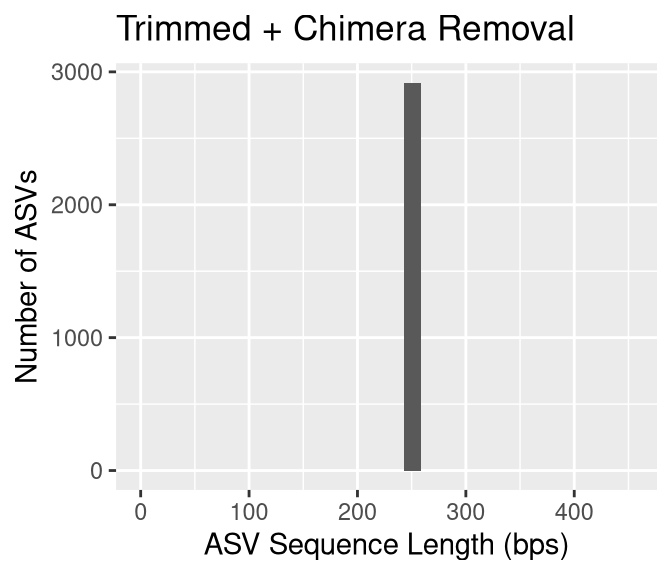 Trimmed + Chimera Removal
3000
2000
1000
0
Number of ASVs
0 100 200 300 400
ASV Sequence Length (bps)